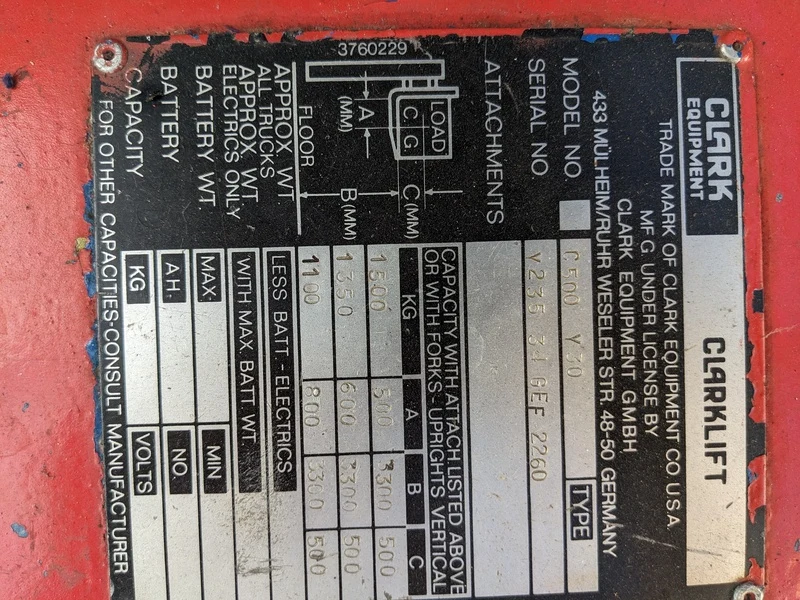 CLARK
EQUIPMENT
CLARKLIFT
TRADE MARK OF CLARK EQUIPMENT CO. U.S.A.
MFG UNDER LICENSE BY
CLARK EQUIPMENT GMBH
433 MÜLHEIM/RUHR WESELER STR. 48-50 GERMANY
MODEL NO C500 Y30 TYPE
SERIAL NO Y235 34 GEF 2260
ATTACHMENTS
3760229
LOAD
C G
A
(MM)
C (MM)
B (MM)
FLOOR
CAPACITY WITH ATTACH. LISTED ABOVE
OR WITH FORKS - UPRIGHTS VERTICAL
KG A B C
1500 500 3300 500
1350 600 3300 500
1100 800 3300 500
APPROX. WT. ALL TRUCKS LESS BATT - ELECTRICS
APPROX. WT. ELECTRICS ONLY WITH MAX. BATT. WT.
BATTERY WT. MAX. MIN
BATTERY A.H. NO.
CAPACITY KG VOLTS
FOR OTHER CAPACITIES-CONSULT MANUFACTURER